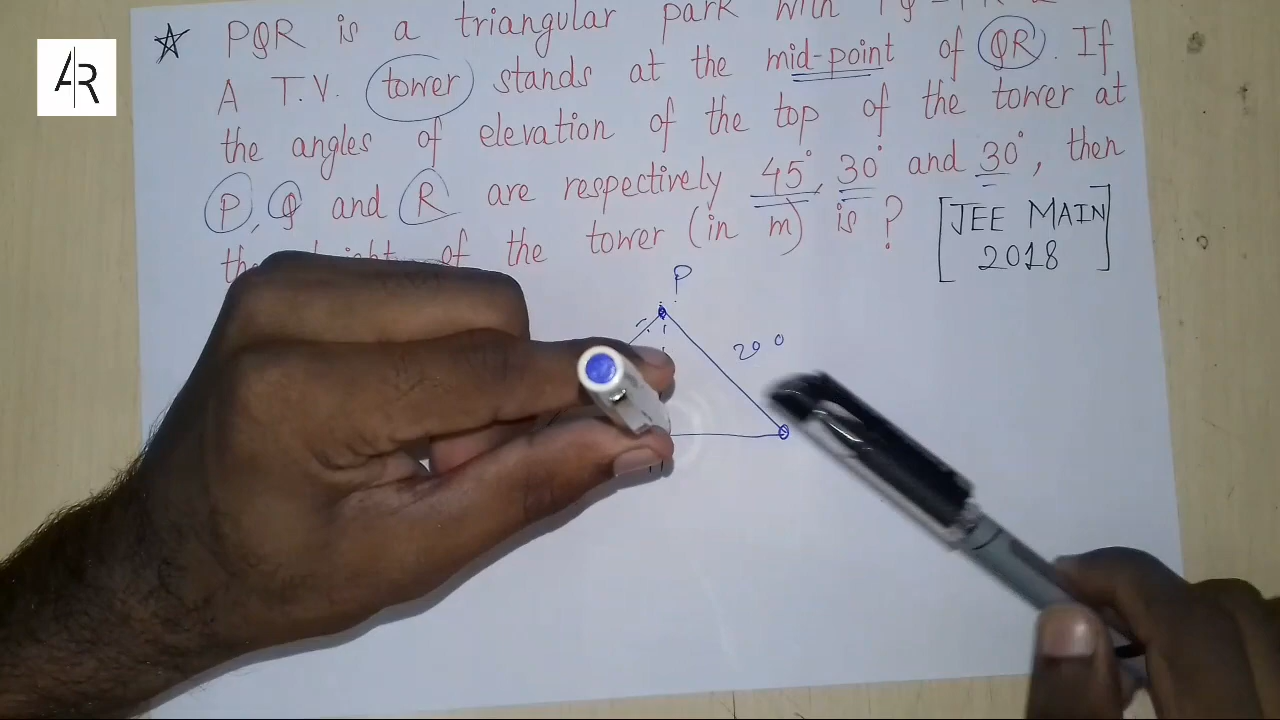 PQR is a triangular park with
A T.V. tower stands at the mid-point of QR. If
the angles of elevation of the top of the tower at
P, Q and R are respectively 45°, 30° and 30°, then
of the tower (in m) is ? [JEE MAIN
2018]
P
200
AR